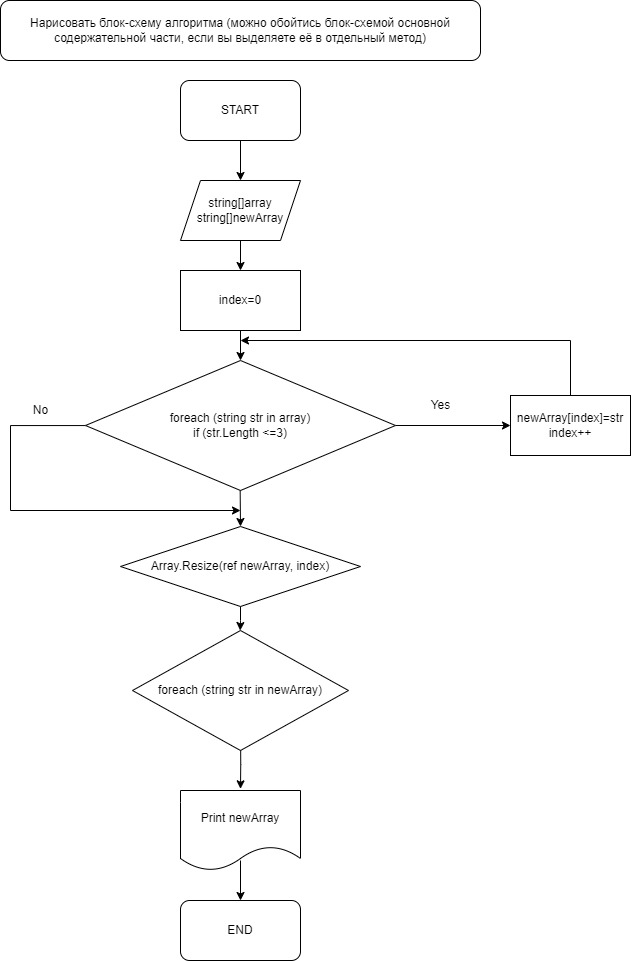 Нарисовать блок-схему алгоритма (можно обойтись блок-схемой основной
содержательной части, если вы выделяете её в отдельный метод)
START
string[]array
string[]newArray
index=0
No
Yes
foreach (string str in array)
if (str.Length <=3)
newArray[index]=str
index++
Array.Resize(ref newArray, index)
foreach (string str in newArray)
Print newArray
END